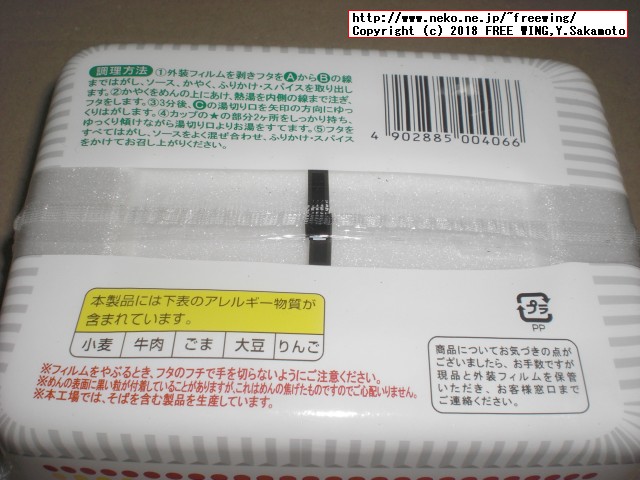 http://www.neko.ne.jp/~freewing/
Copyright (c) 2018 FREE WING,Y.Sakamoto
調理方法 ①外装フィルムを剥きフタをⒶからⒷの線
まではがし、ソース、かやく、ふりかけ・スパイスを取り出し
ます。②かやくをめんの上にあけ、熱湯を内側の線まで注ぎ、
フタをします。③3分後、Ⓒの湯切り口を矢印の方向にゆっ
くりはがします。④カップの★の部分2ヶ所をしっかり持ち、
ゆっくり傾けながら湯切り口よりお湯をすてます。⑤フタを
すべてはがし、ソースをよく混ぜ合わせ、ふりかけ・スパイス
をかけてお召し上がりください。
4 902885 004066
本製品には下表のアレルギー物質が
含まれています。
小麦 牛肉 ごま 大豆 りんご
※フィルムをやぶるとき、フタのフチで手を切らないようにご注意ください。
※めんの表面に黒い粒が付着していることがありますが、これはめんの焦げたものですのでご心配いりません。
※本工場では、そばを含む製品を生産しています。
プラ
PP
商品についてお気づきの点が
ございましたら、お手数ですが
現品と外装フィルムを保管
いただき、お客様窓口まで
ご連絡ください。